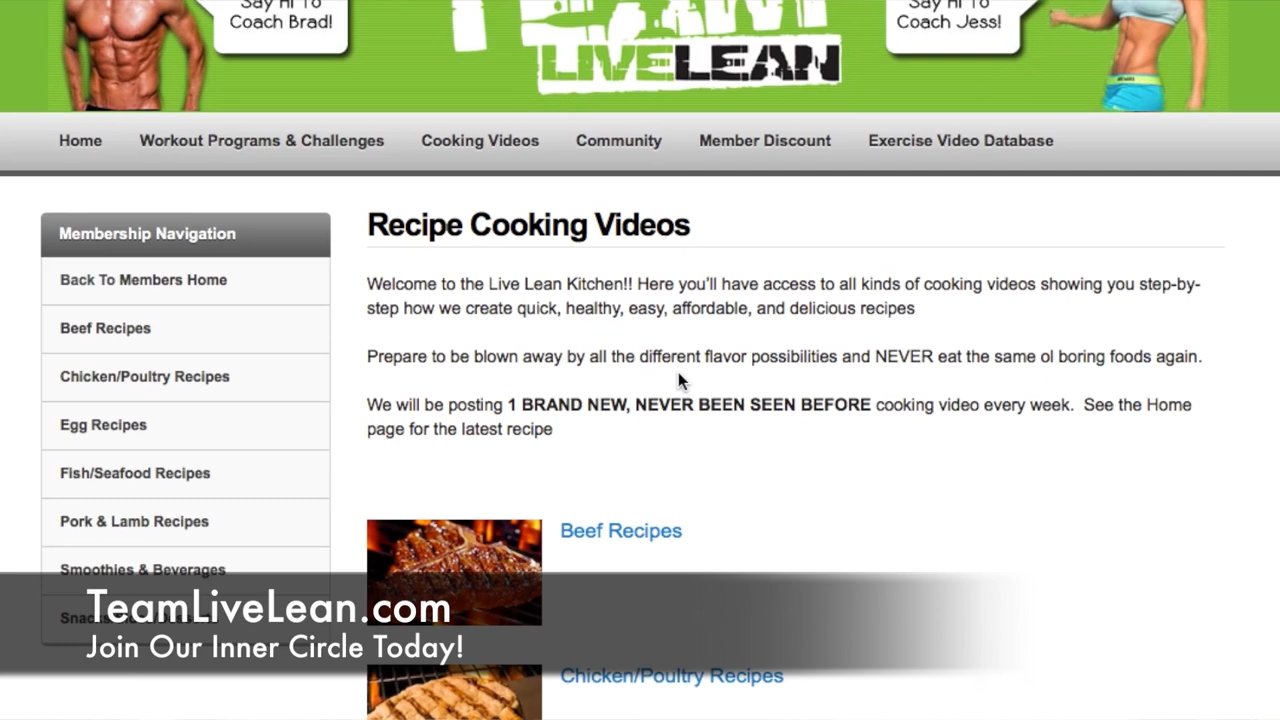 Say Hi To
Coach Brad!
Say Hi To
Coach Jess!
LIVELEAN
Home
Workout Programs & Challenges
Cooking Videos
Community
Member Discount
Exercise Video Database
Membership Navigation
Back To Members Home
Beef Recipes
Chicken/Poultry Recipes
Egg Recipes
Fish/Seafood Recipes
Pork & Lamb Recipes
Smoothies & Beverages
Recipe Cooking Videos
Welcome to the Live Lean Kitchen!! Here you'll have access to all kinds of cooking videos showing you step-by-
step how we create quick, healthy, easy, affordable, and delicious recipes
Prepare to be blown away by all the different flavor possibilities and NEVER eat the same ol boring foods again.
We will be posting 1 BRAND NEW, NEVER BEEN SEEN BEFORE cooking video every week. See the Home
page for the latest recipe
Beef Recipes
Chicken/Poultry Recipes
TeamLiveLean.com
Join Our Inner Circle Today!